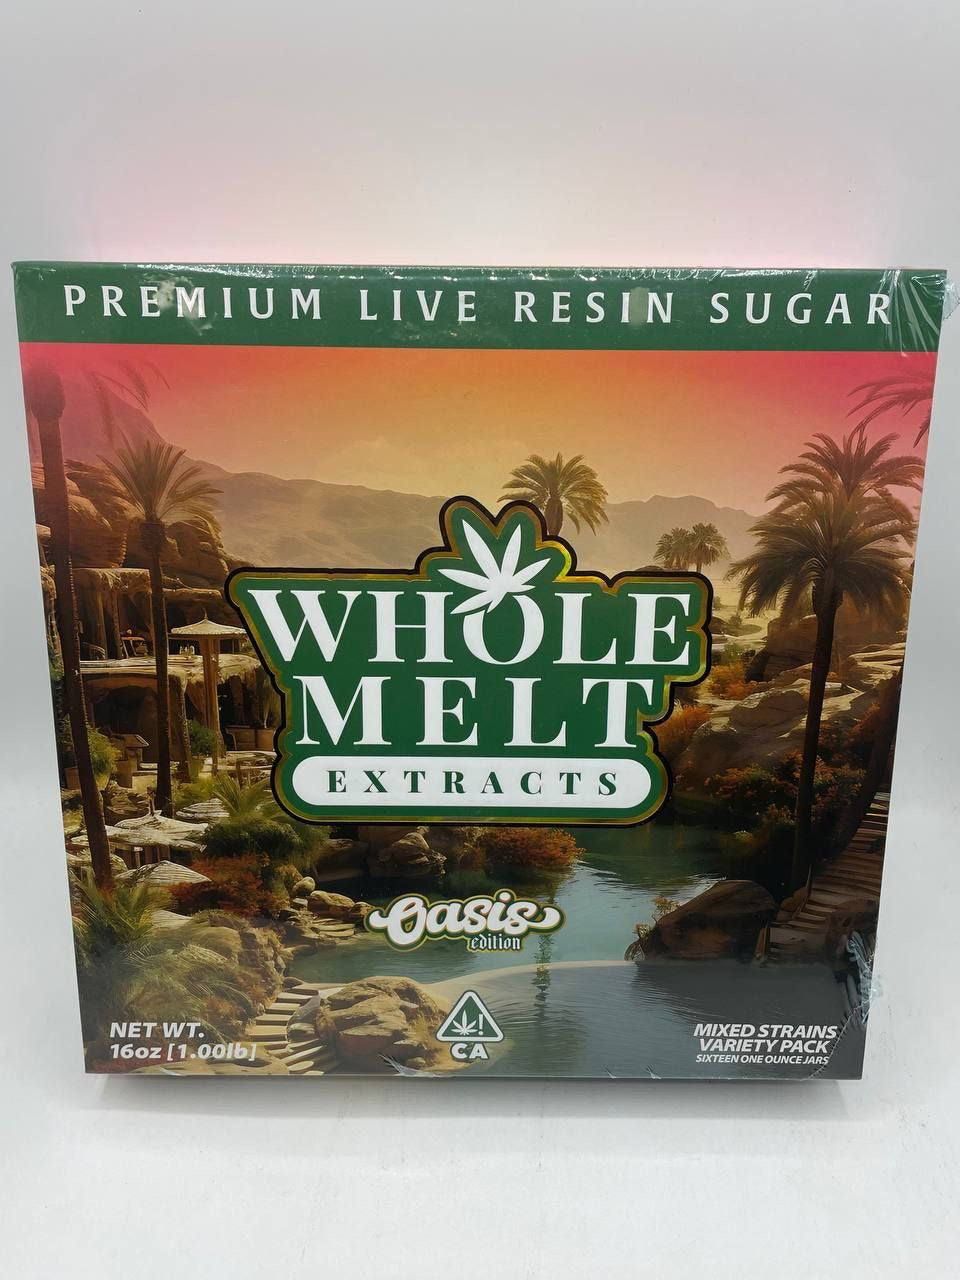 PREMIUM LIVE RESIN SUGAR
WHOLE
MELT
EXTRACTS
Oasis
edition
NET WT.
16oz [1.00lb]
!
CA
MIXED STRAINS
VARIETY PACK
SIXTEEN ONE OUNCE JARS